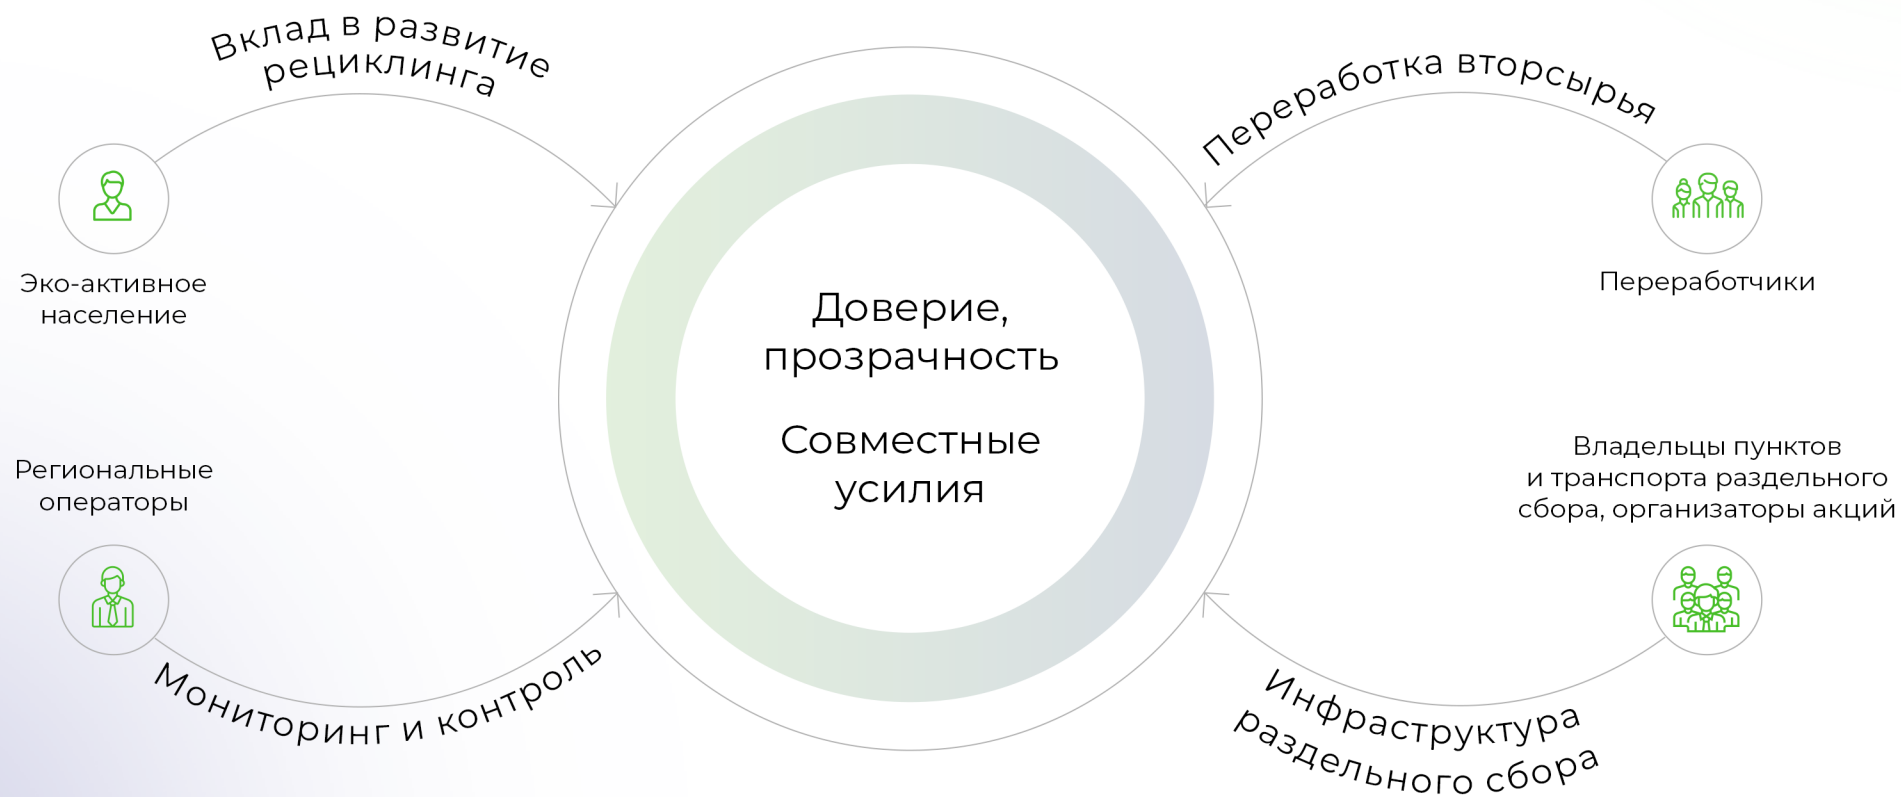 Вклад в развитие
рециклинга
Переработка вторсырья
Эко-активное
население
Переработчики
Доверие,
прозрачность
Совместные
усилия
Региональные
операторы
Владельцы пунктов
и транспорта раздельного
сбора, организаторы акций
Мониторинг и контроль
Инфраструктура
раздельного сбора